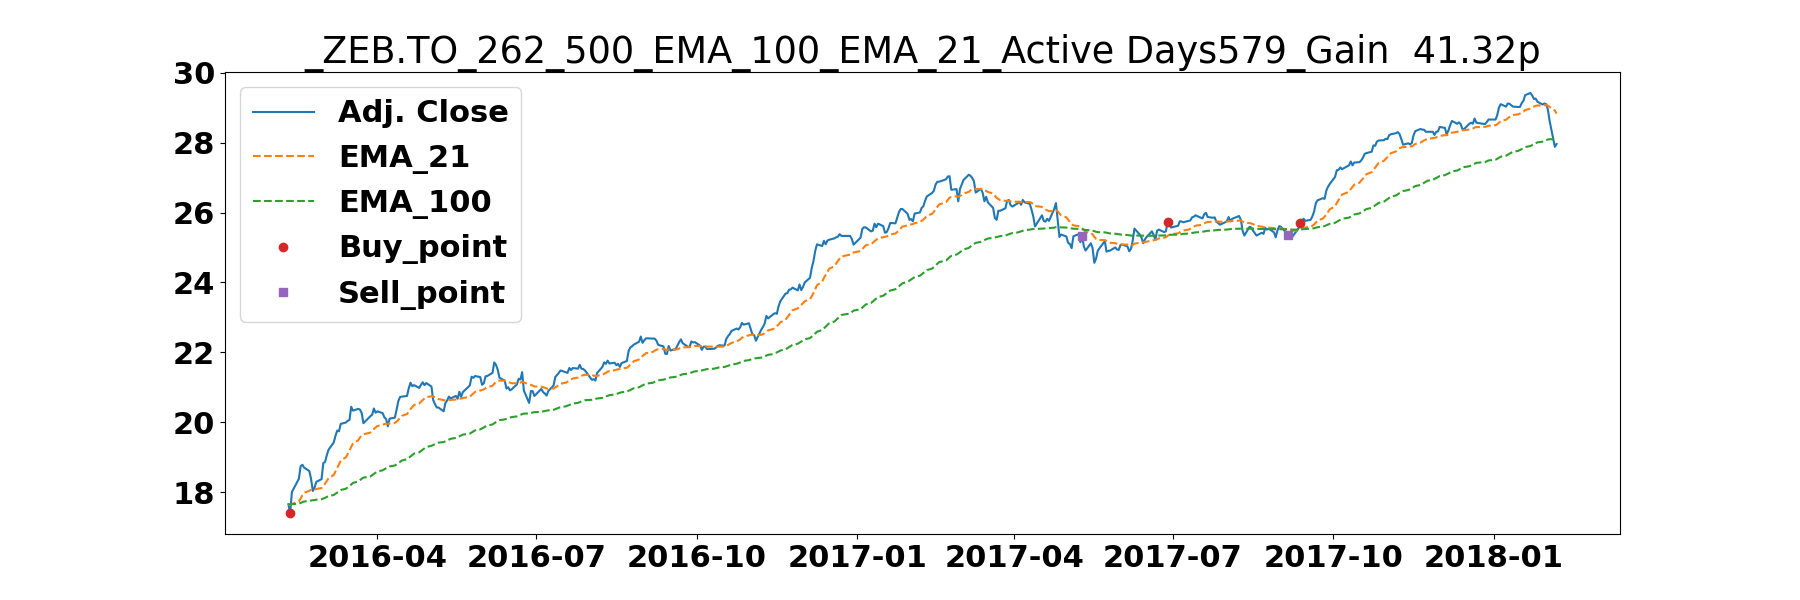 _ZEB.TO_262_500_EMA_100_EMA_21_Active Days579_Gain  41.32p
30
28
26
24
22
20
18
Adj. Close
EMA_21
EMA_100
Buy_point
Sell_point
2016-04 2016-07 2016-10 2017-01 2017-04 2017-07 2017-10 2018-01